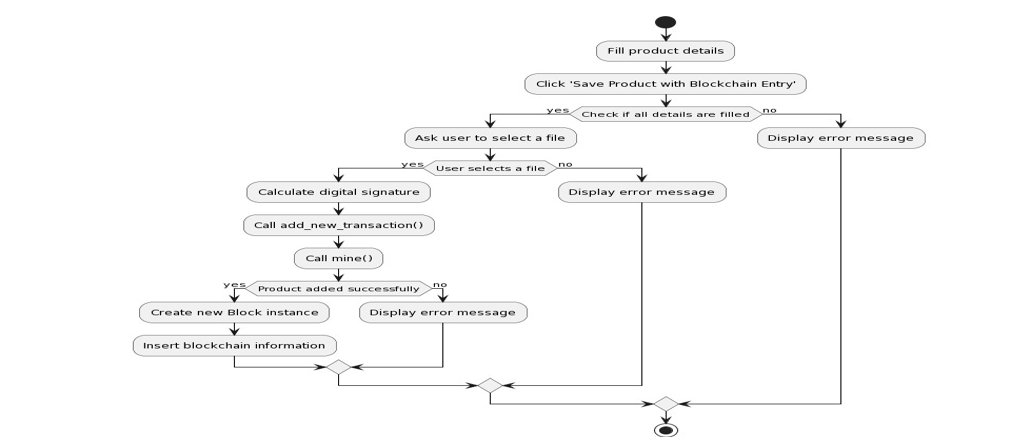 Fill product details
Click 'Save Product with Blockchain Entry'
yes
Check if all details are filled
no
Ask user to select a file
Display error message
yes
User selects a file
no
Calculate digital signature
Display error message
Call add_new_transaction()
Call mine()
yes
Product added successfully
no
Create new Block instance
Display error message
Insert blockchain information